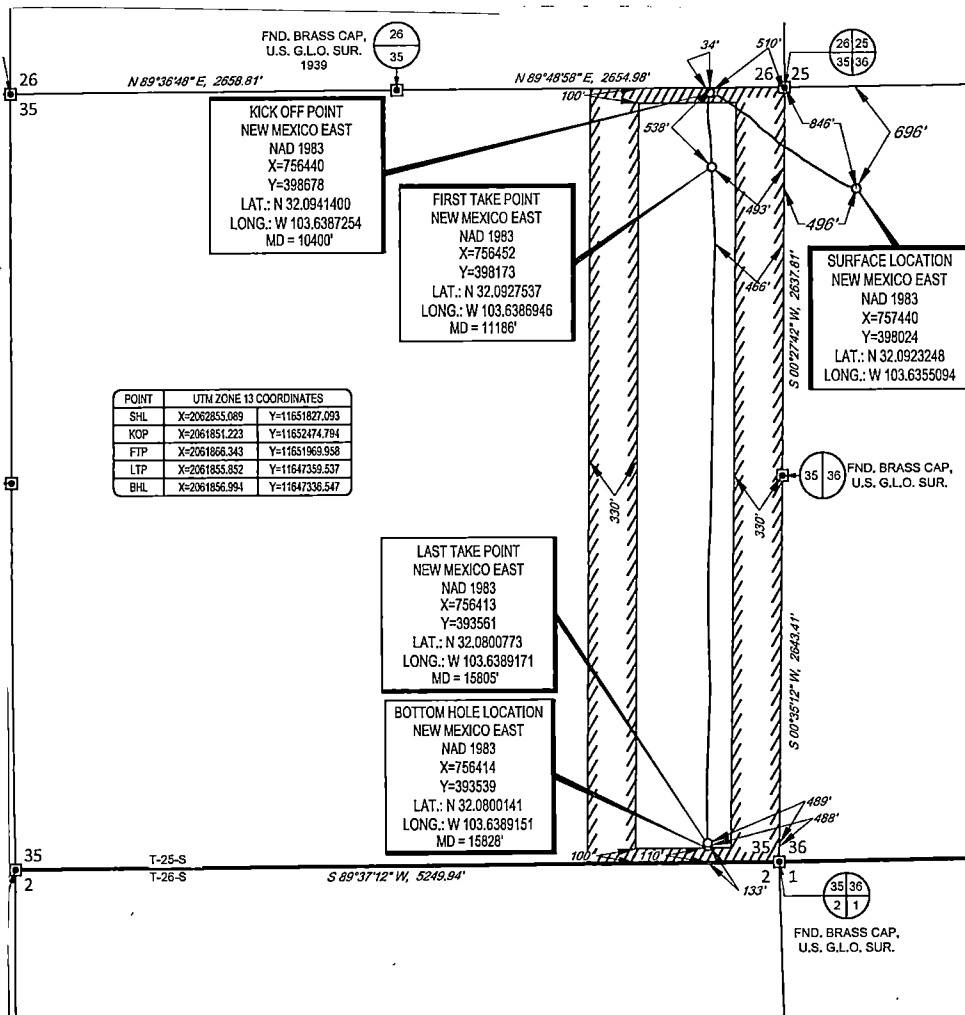 FND. BRASS CAP,
U.S. G.L.O. SUR.
1939
26
35
34'
510'
26 25
35 36
26
35
N 89°36'48" E, 2658.81'
N 89°48'58" E, 2654.98'
26 25
100'
538'
846'
696'
493'
496'
466'
KICK OFF POINT
NEW MEXICO EAST
NAD 1983
X=756440
Y=398678
LAT.: N 32.0941400
LONG.: W 103.6387254
MD = 10400'
FIRST TAKE POINT
NEW MEXICO EAST
NAD 1983
X=756452
Y=398173
LAT.: N 32.0927537
LONG.: W 103.6386946
MD = 11186'
SURFACE LOCATION
NEW MEXICO EAST
NAD 1983
X=757440
Y=398024
LAT.: N 32.0923248
LONG.: W 103.6355094
S 00°27'42" W, 2637.81'
POINT UTM ZONE 13 COORDINATES
SHL X=2062855.089 Y=11651827.093
KOP X=2061851.223 Y=11652474.794
FTP X=2061866.343 Y=11651969.958
LTP X=2061855.852 Y=11647359.537
BHL X=2061856.994 Y=11647336.547
330'
330'
35 36
FND. BRASS CAP,
U.S. G.L.O. SUR.
LAST TAKE POINT
NEW MEXICO EAST
NAD 1983
X=756413
Y=393561
LAT.: N 32.0800773
LONG.: W 103.6389171
MD = 15805'
S 00°35'12" W, 2643.41'
BOTTOM HOLE LOCATION
NEW MEXICO EAST
NAD 1983
X=756414
Y=393539
LAT.: N 32.0800141
LONG.: W 103.6389151
MD = 15828'
489'
488'
35
2
T-25-S
T-26-S
S 89°37'12" W, 5249.94'
100'
110'
133'
35 36
2 1
35 36
2 1
FND. BRASS CAP,
U.S. G.L.O. SUR.